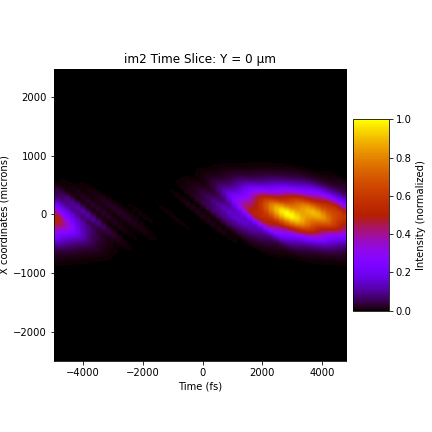 im2 Time Slice: Y = 0 μm
2000
1000
0
−1000
−2000
X coordinates (microns)
−4000 −2000 0 2000 4000
Time (fs)
1.0
0.8
0.6
0.4
0.2
0.0
Intensity (normalized)